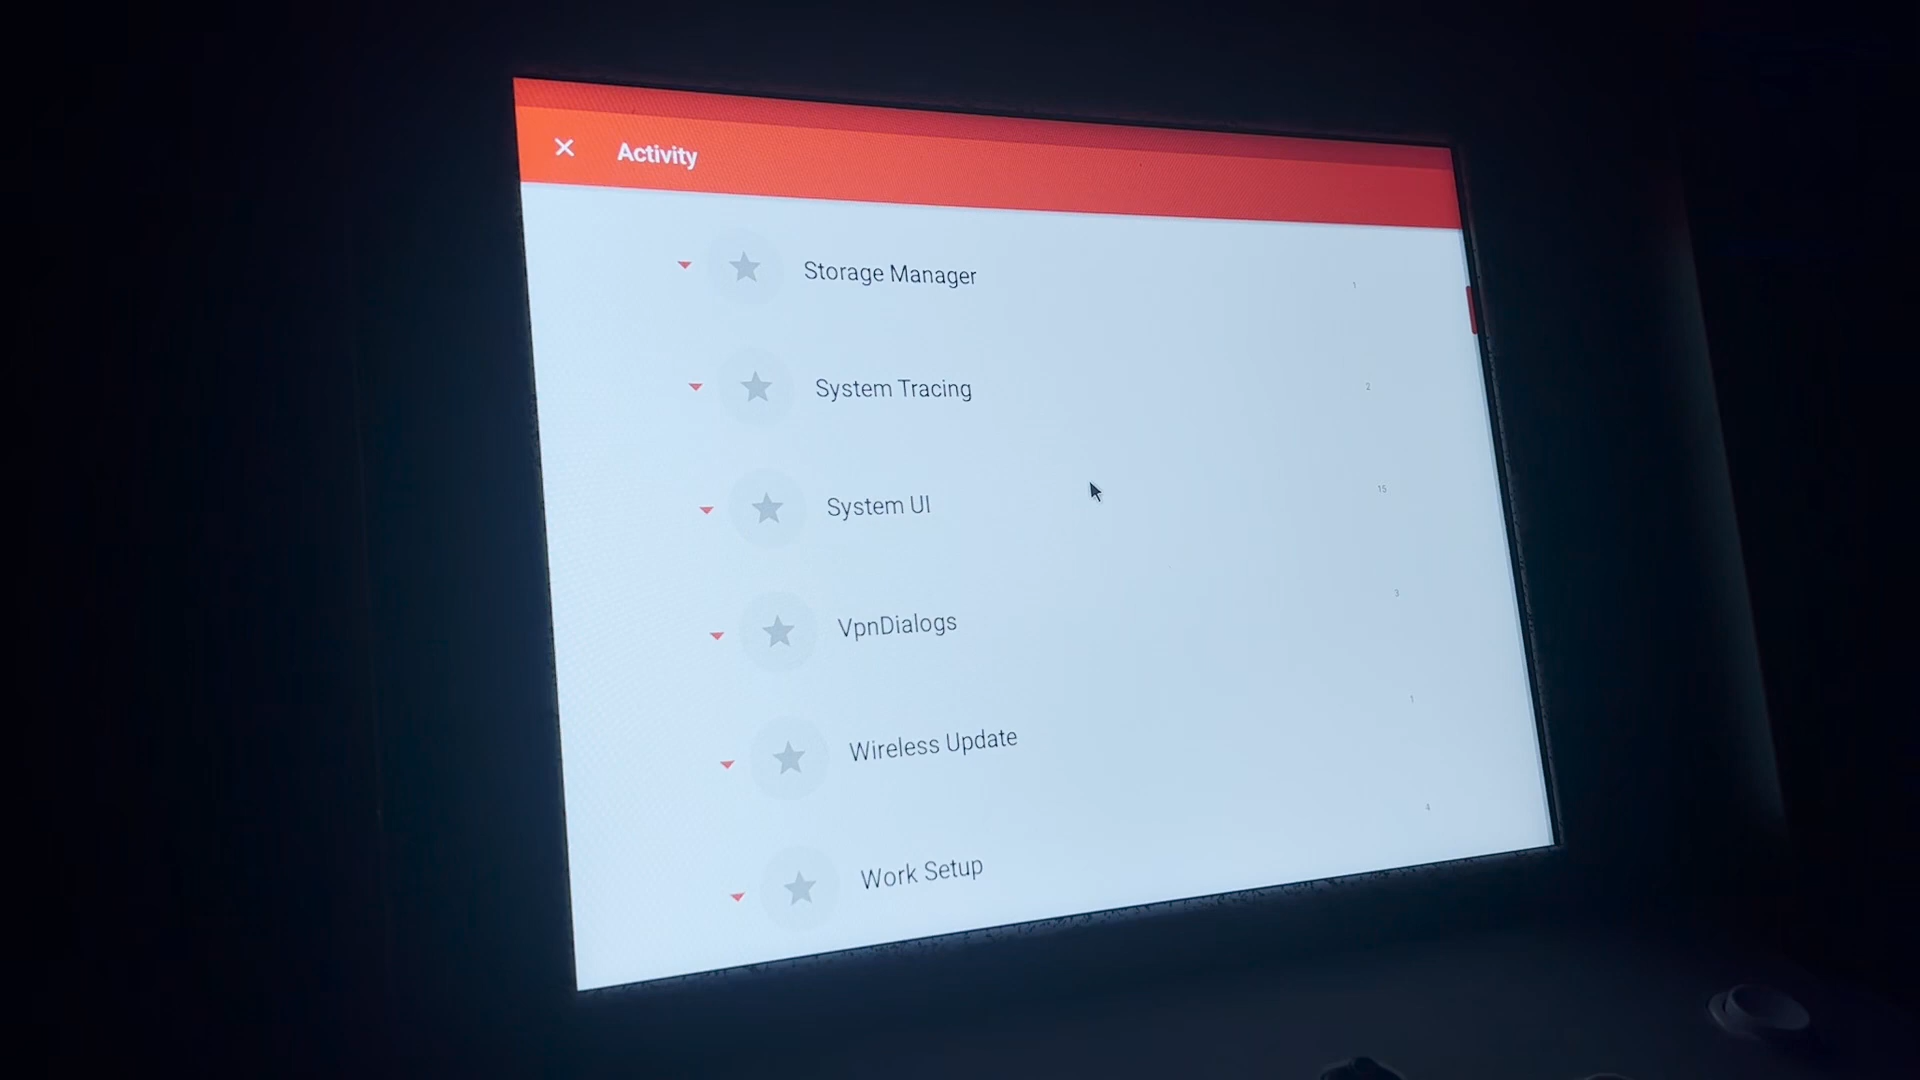 Activity
Storage Manager
1
System Tracing
2
System UI
15
VpnDialogs
3
Wireless Update
1
Work Setup
4